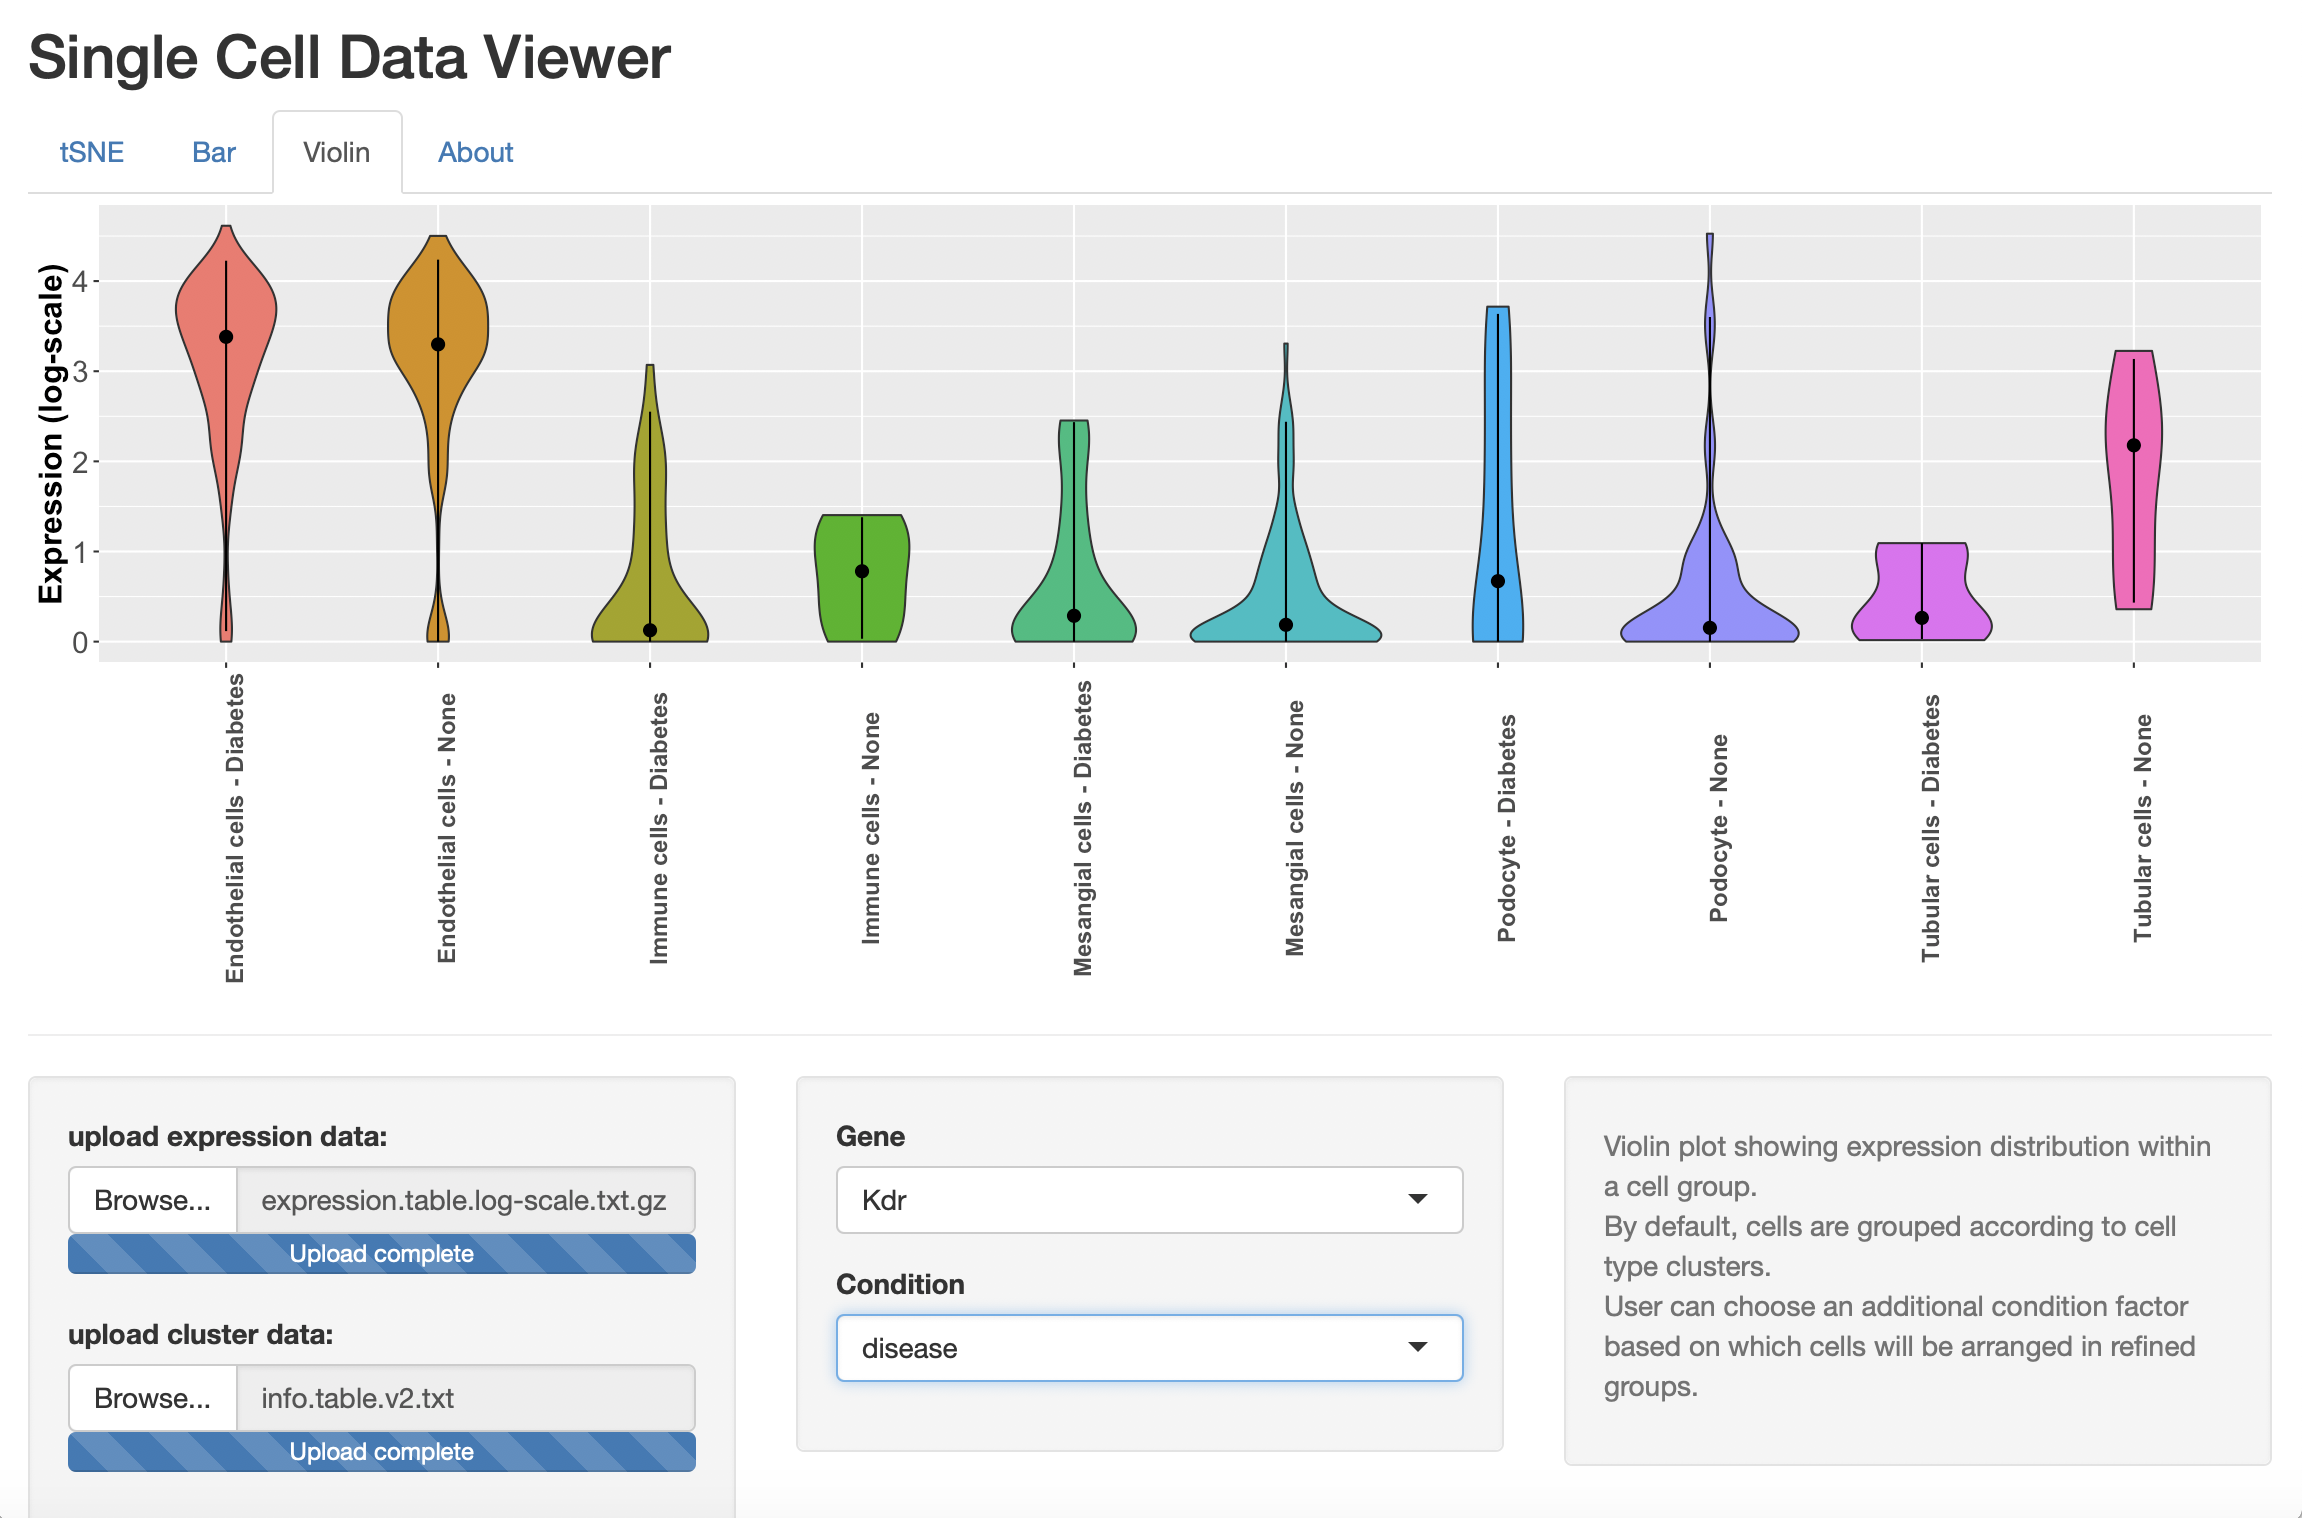 Single Cell Data Viewer
tSNE Bar Violin About
Expression (log-scale)
4
3
2
1
0
Endothelial cells - Diabetes
Endothelial cells - None
Immune cells - Diabetes
Immune cells - None
Mesangial cells - Diabetes
Mesangial cells - None
Podocyte - Diabetes
Podocyte - None
Tubular cells - Diabetes
Tubular cells - None
upload expression data:
Browse... expression.table.log-scale.txt.gz
Upload complete
upload cluster data:
Browse... info.table.v2.txt
Upload complete
Gene
Kdr
Condition
disease
Violin plot showing expression distribution within
a cell group.
By default, cells are grouped according to cell
type clusters.
User can choose an additional condition factor
based on which cells will be arranged in refined
groups.